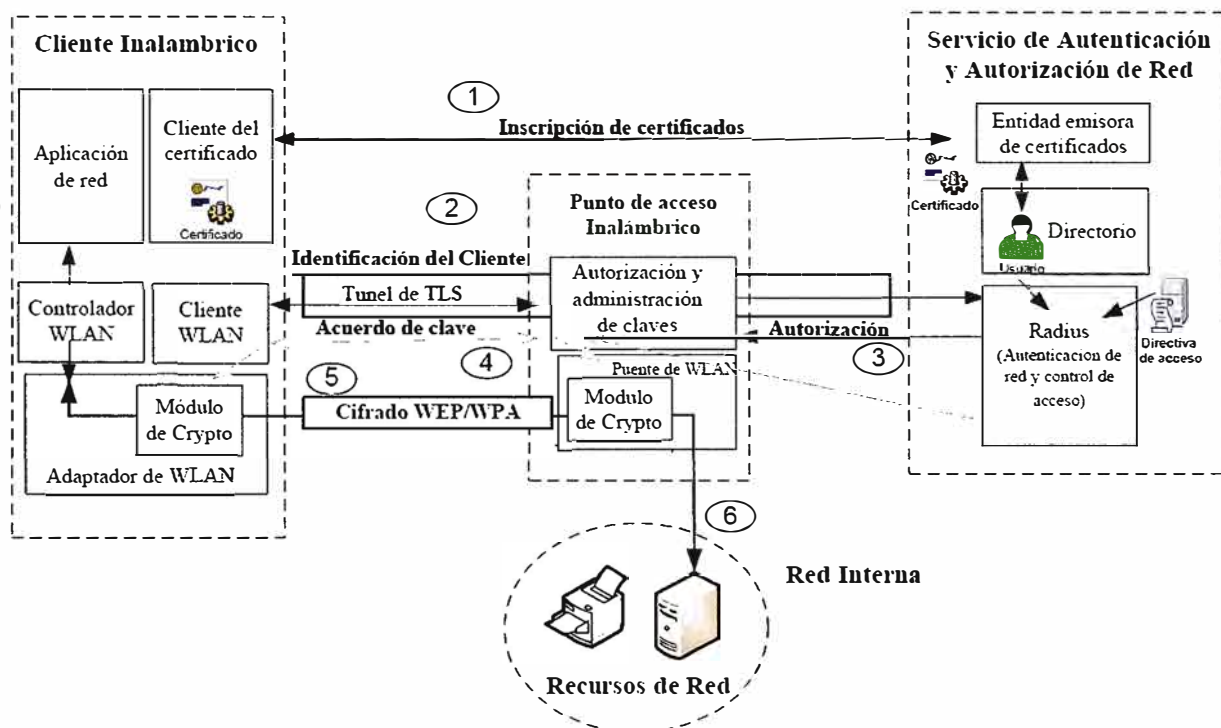 Cliente Inalambrico
Aplicación
de red
Cliente del
certificado
Certificado
Controlador
WLAN
Cliente
WLAN
Módulo
de Crypto
Adaptador de WLAN
1
Inscripción de certificados
2
Identificación del Cliente
Tunel de TLS
Acuerdo de clave
4
5
Cifrado WEP/WPA
Punto de acceso
Inalámbrico
Autorización y
administración
de claves
Puente de WLAN
Modulo
de Crypto
Autorización
3
6
Servicio de Autenticación
y Autorización de Red
Entidad emisora
de certificados
Certificado
Directorio
Usuario
Radius
(Autenticacion de
red y control de
acceso)
Directiva
de acceso
Red Interna
Recursos de Red